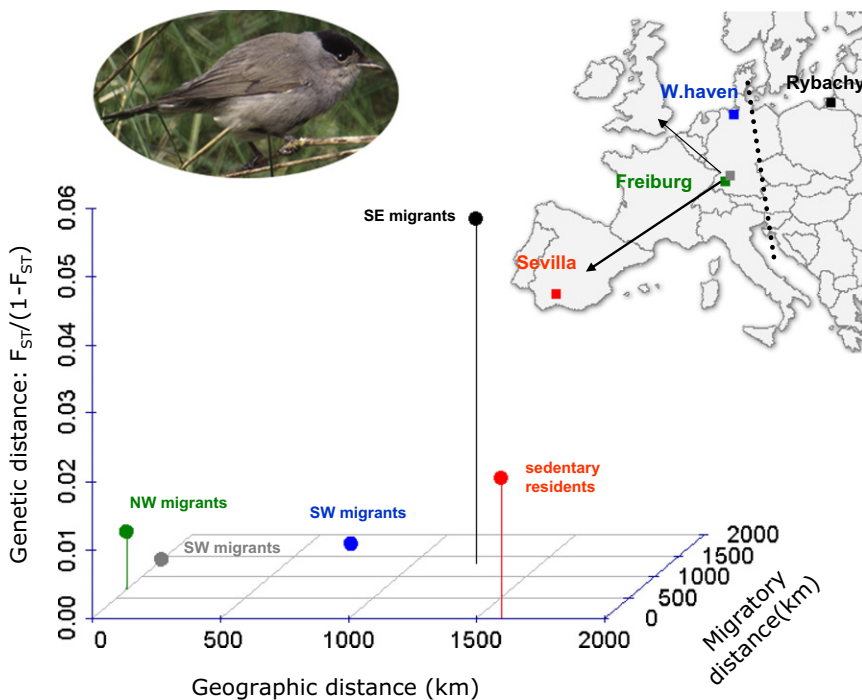 W.haven
Rybachy
Freiburg
Sevilla
Genetic distance: F_ST/(1-F_ST)
0.06
0.05
0.04
0.03
0.02
0.01
0.00
SE migrants
sedentary
residents
NW migrants
SW migrants
SW migrants
2000
1500
1000
500
0
Migratory
distance(km)
0
500
1000
1500
2000
Geographic distance (km)